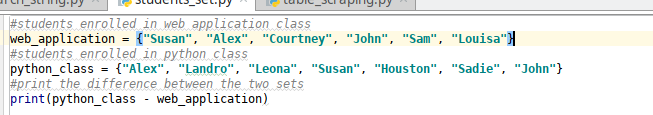 rch_string.py
students_set.py
table_scraping.py
#students enrolled in web application class
web_application = {"Susan", "Alex", "Courtney", "John", "Sam", "Louisa"}
#students enrolled in python class
python_class = {"Alex", "Landro", "Leona", "Susan", "Houston", "Sadie", "John"}
#print the difference between the two sets
print(python_class - web_application)